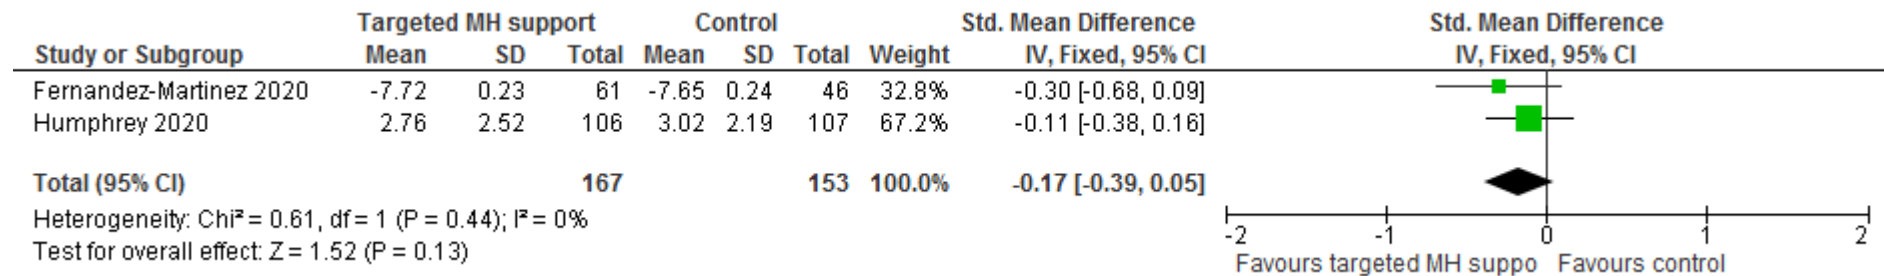 Targeted MH support Control Std. Mean Difference Std. Mean Difference
Study or Subgroup Mean SD Total Mean SD Total Weight IV, Fixed, 95% CI IV, Fixed, 95% CI
Fernandez-Martinez 2020 -7.72 0.23 61 -7.65 0.24 46 32.8% -0.30 [-0.68, 0.09]
Humphrey 2020 2.76 2.52 106 3.02 2.19 107 67.2% -0.11 [-0.38, 0.16]
Total (95% CI) 167 153 100.0% -0.17 [-0.39, 0.05]
Heterogeneity: Chi² = 0.61, df = 1 (P = 0.44); I² = 0%
Test for overall effect: Z = 1.52 (P = 0.13)
-2 -1 0 1 2
Favours targeted MH suppo Favours control